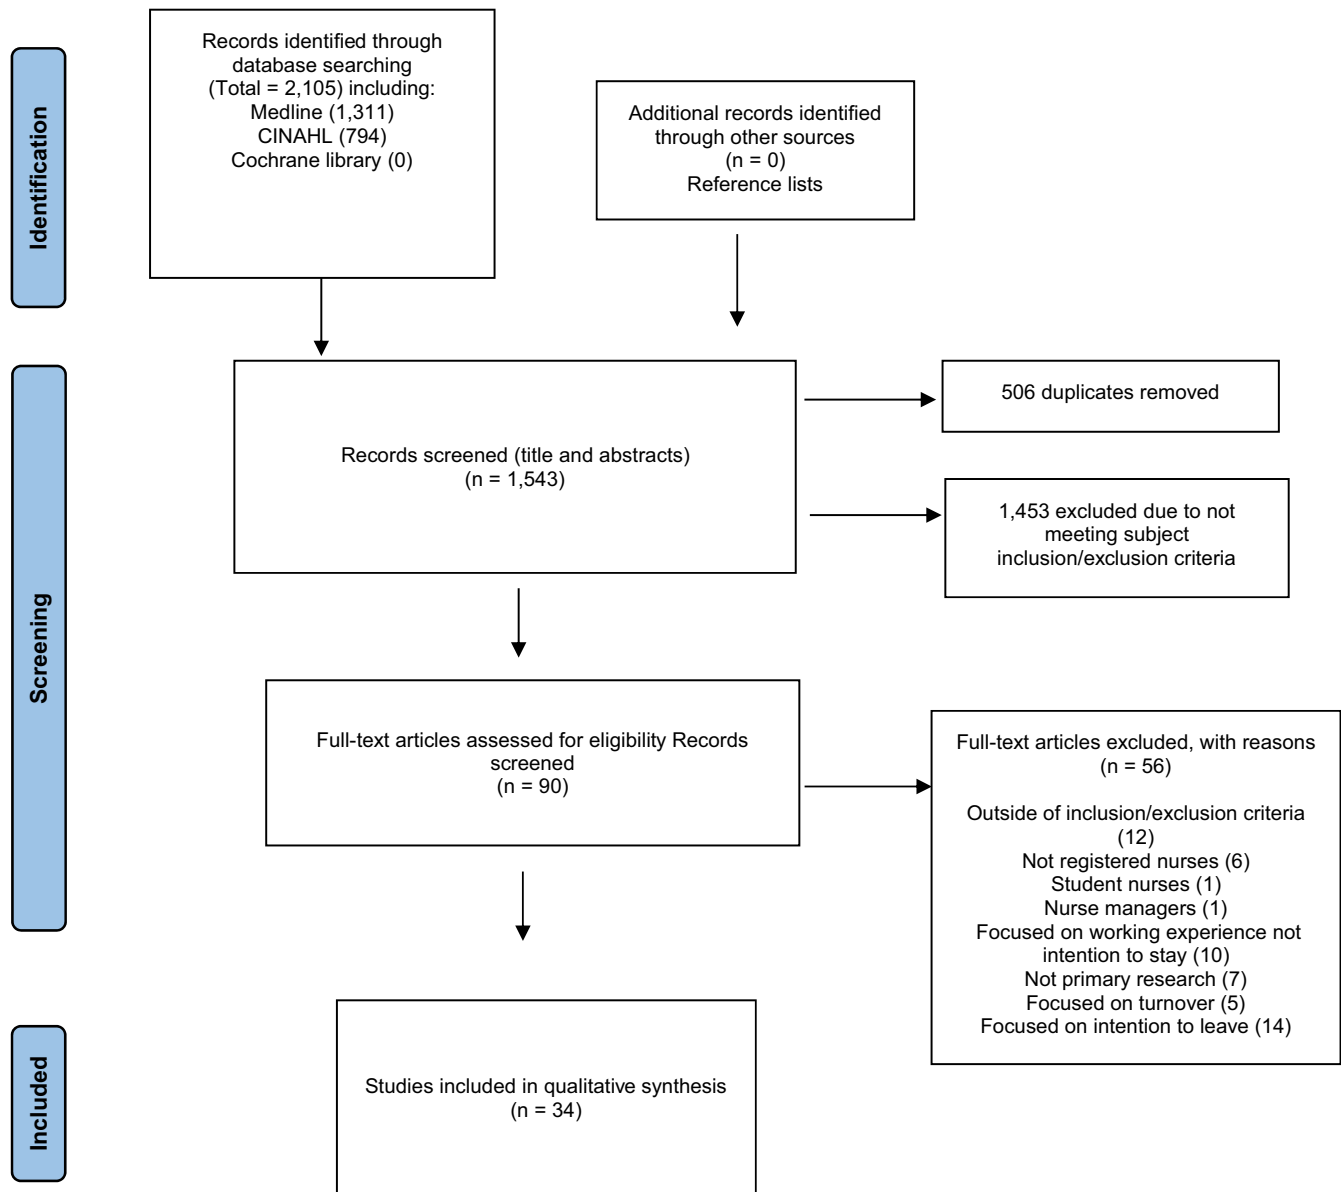 Identification
Records identified through
database searching
(Total = 2,105) including:
Medline (1,311)
CINAHL (794)
Cochrane library (0)
Additional records identified
through other sources
(n = 0)
Reference lists
Screening
Records screened (title and abstracts)
(n = 1,543)
506 duplicates removed
1,453 excluded due to not
meeting subject
inclusion/exclusion criteria
Full-text articles assessed for eligibility Records
screened
(n = 90)
Full-text articles excluded, with reasons
(n = 56)
Outside of inclusion/exclusion criteria
(12)
Not registered nurses (6)
Student nurses (1)
Nurse managers (1)
Focused on working experience not
intention to stay (10)
Not primary research (7)
Focused on turnover (5)
Focused on intention to leave (14)
Included
Studies included in qualitative synthesis
(n = 34)